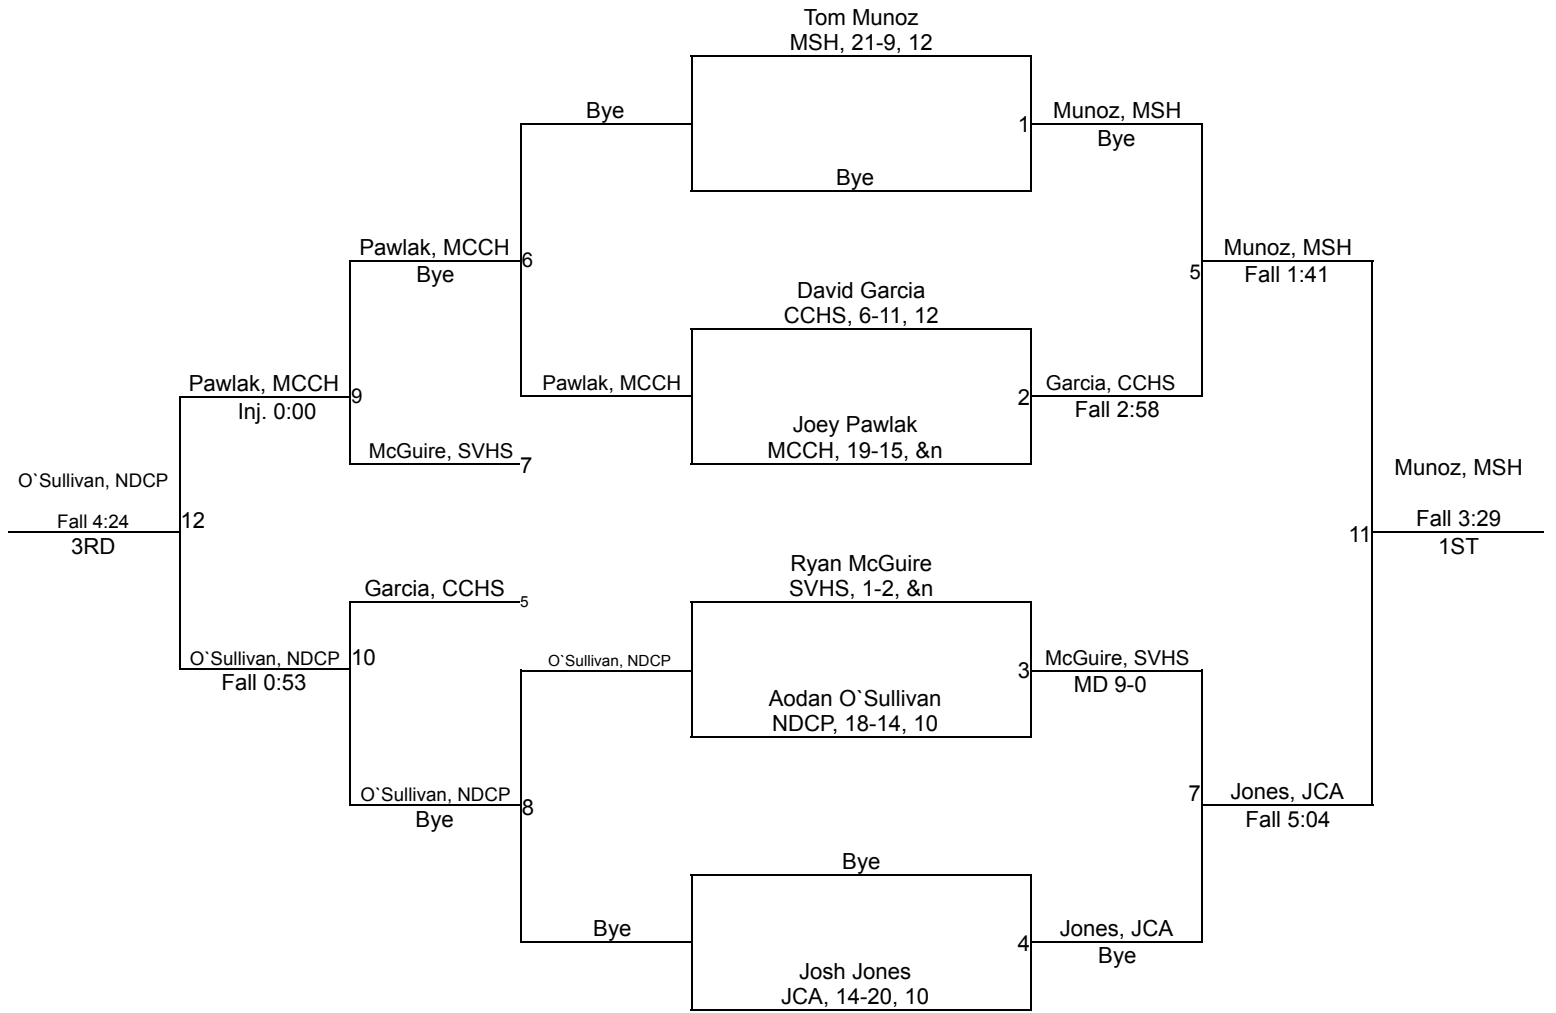 Tom Munoz
MSH, 21-9, 12
Bye
1
Munoz, MSH
Bye
Bye
Pawlak, MCCH
6
Bye
Munoz, MSH
5
Fall 1:41
David Garcia
CCHS, 6-11, 12
Pawlak, MCCH
9
Inj. 0:00
Pawlak, MCCH
2
Garcia, CCHS
Fall 2:58
Joey Pawlak
MCCH, 19-15, &n
McGuire, SVHS
7
O`Sullivan, NDCP
Fall 4:24
12
3RD
Munoz, MSH
Fall 3:29
11
1ST
Ryan McGuire
SVHS, 1-2, &n
Garcia, CCHS
5
O`Sullivan, NDCP
10
Fall 0:53
O`Sullivan, NDCP
3
McGuire, SVHS
MD 9-0
Aodan O`Sullivan
NDCP, 18-14, 10
O`Sullivan, NDCP
8
Bye
7
Jones, JCA
Fall 5:04
Bye
Bye
4
Jones, JCA
Bye
Josh Jones
JCA, 14-20, 10